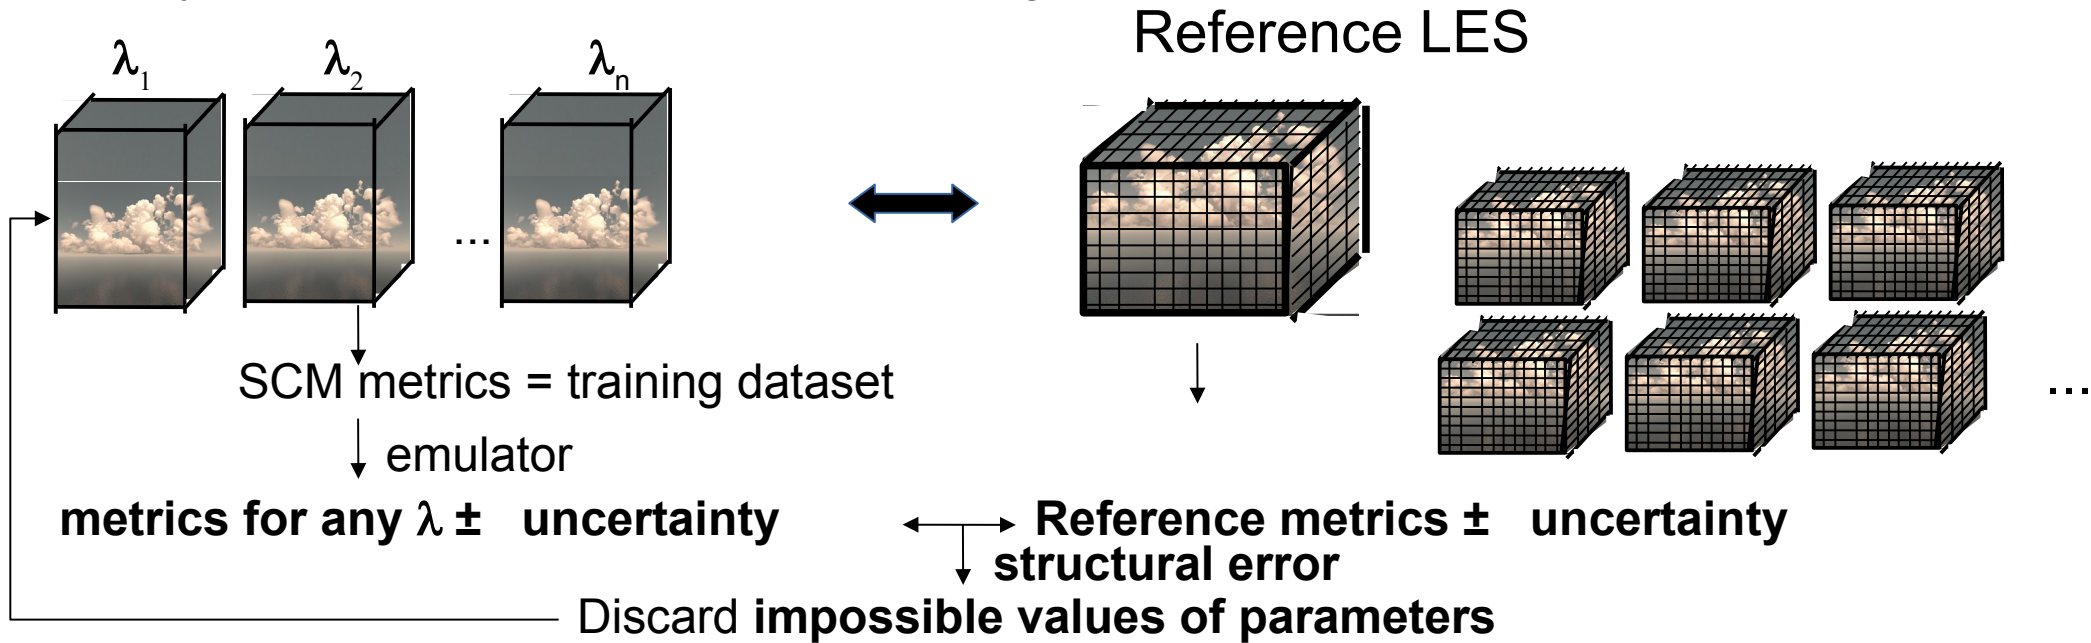 Reference LES
λ1 λ2 λn
...
...
SCM metrics = training dataset
emulator
metrics for any λ ± uncertainty
Reference metrics ± uncertainty
structural error
Discard impossible values of parameters